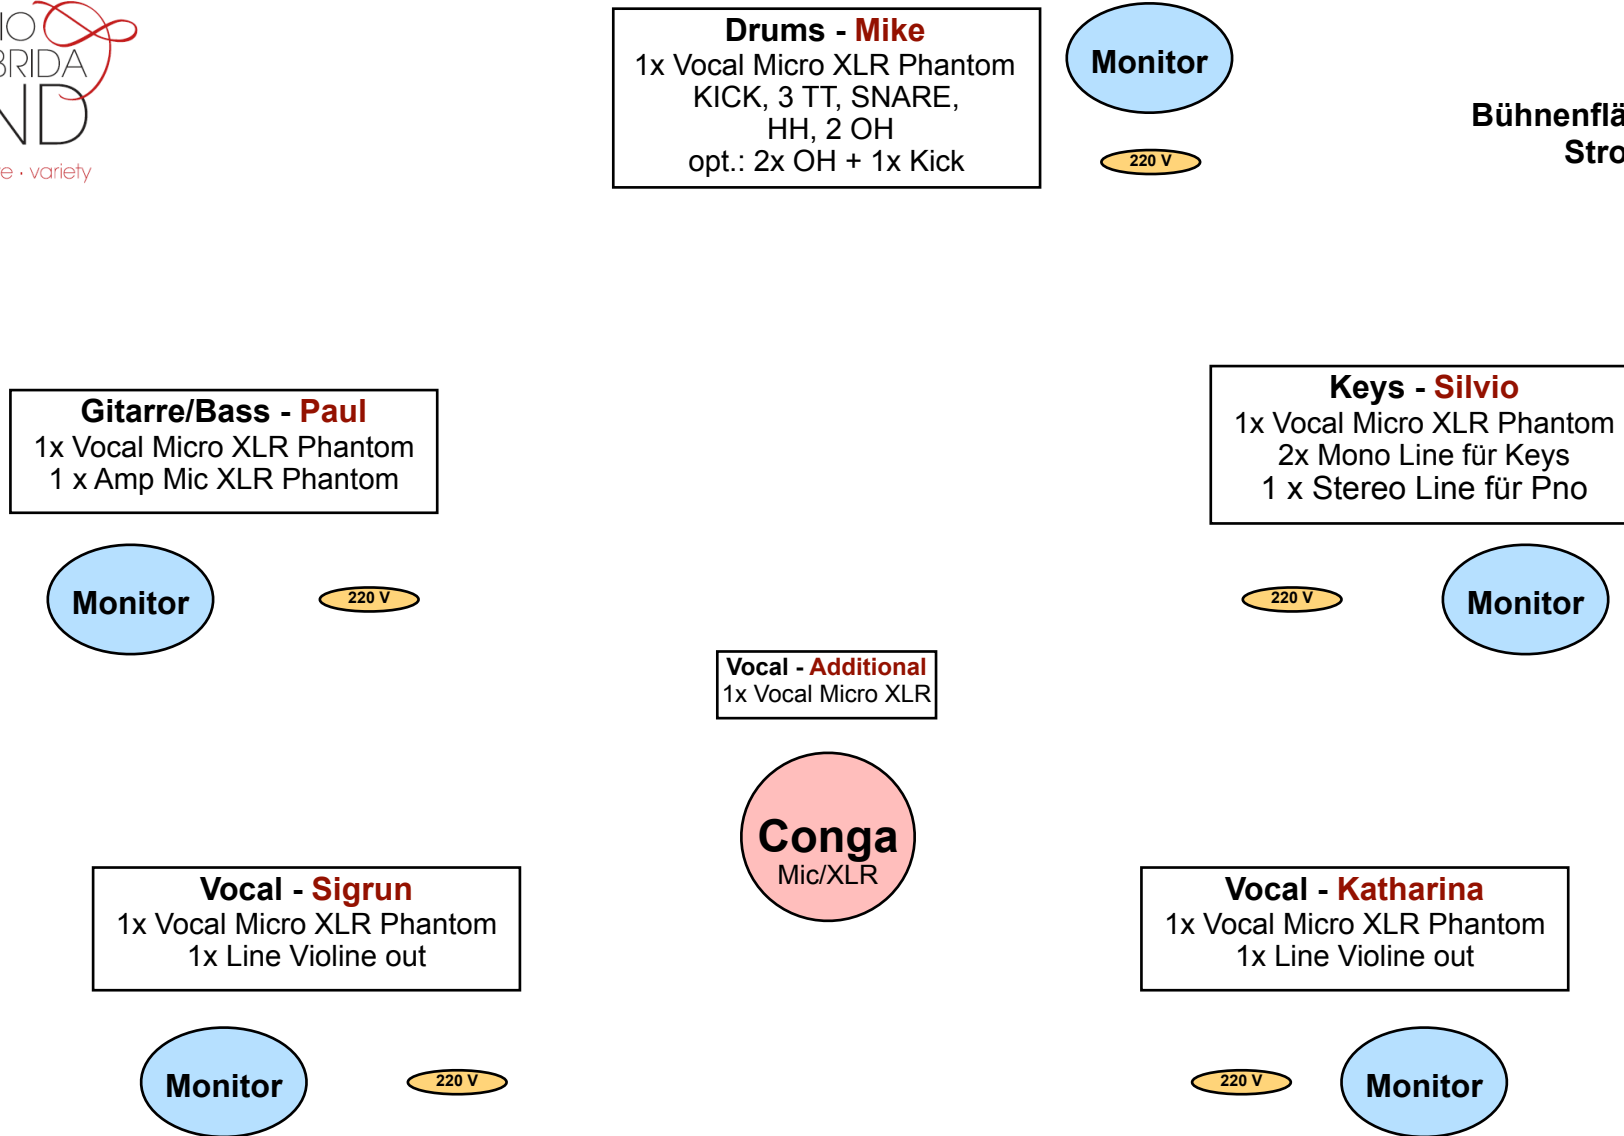 Drums - Mike
1x Vocal Micro XLR Phantom
KICK, 3 TT, SNARE,
HH, 2 OH
opt.: 2x OH + 1x Kick
Monitor
220 V
Gitarre/Bass - Paul
1x Vocal Micro XLR Phantom
1 x Amp Mic XLR Phantom
Monitor
220 V
Keys - Silvio
1x Vocal Micro XLR Phantom
2x Mono Line für Keys
1 x Stereo Line für Pno
220 V
Monitor
Vocal - Additional
1x Vocal Micro XLR
Conga
Mic/XLR
Vocal - Sigrun
1x Vocal Micro XLR Phantom
1x Line Violine out
Monitor
220 V
Vocal - Katharina
1x Vocal Micro XLR Phantom
1x Line Violine out
220 V
Monitor
· variety